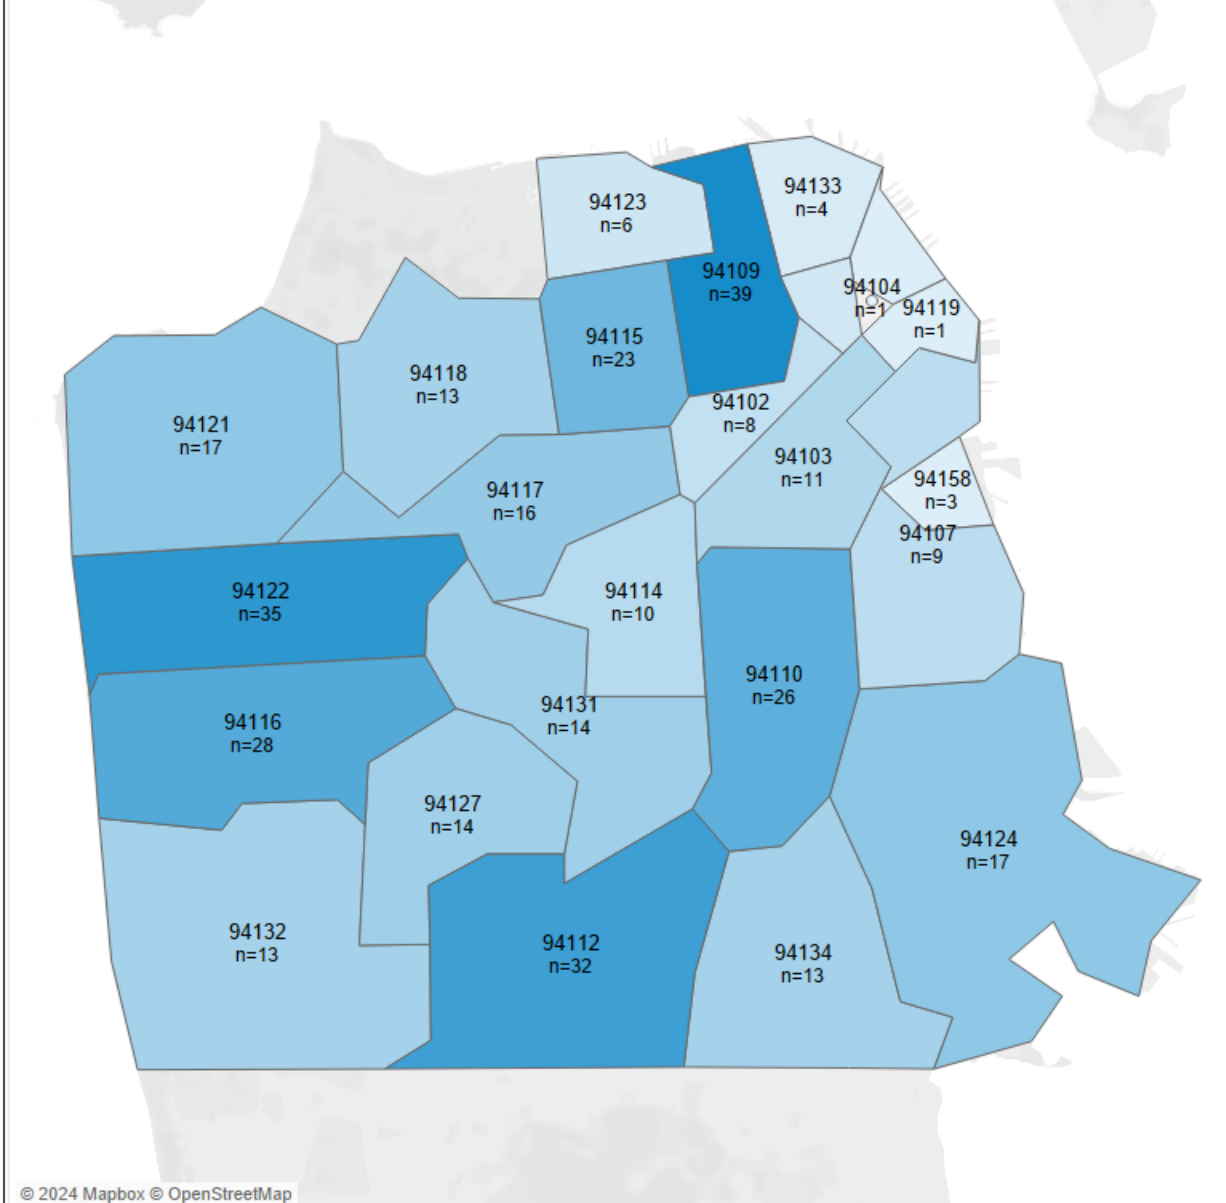 94133
n=4
94123
n=6
94109
n=39
94104
n=1
94119
n=1
94115
n=23
94118
n=13
94102
n=8
94121
n=17
94103
n=11
94158
n=3
94117
n=16
94107
n=9
94122
n=35
94114
n=10
94110
n=26
94131
n=14
94116
n=28
94127
n=14
94124
n=17
94132
n=13
94112
n=32
94134
n=13
© 2024 Mapbox © OpenStreetMap